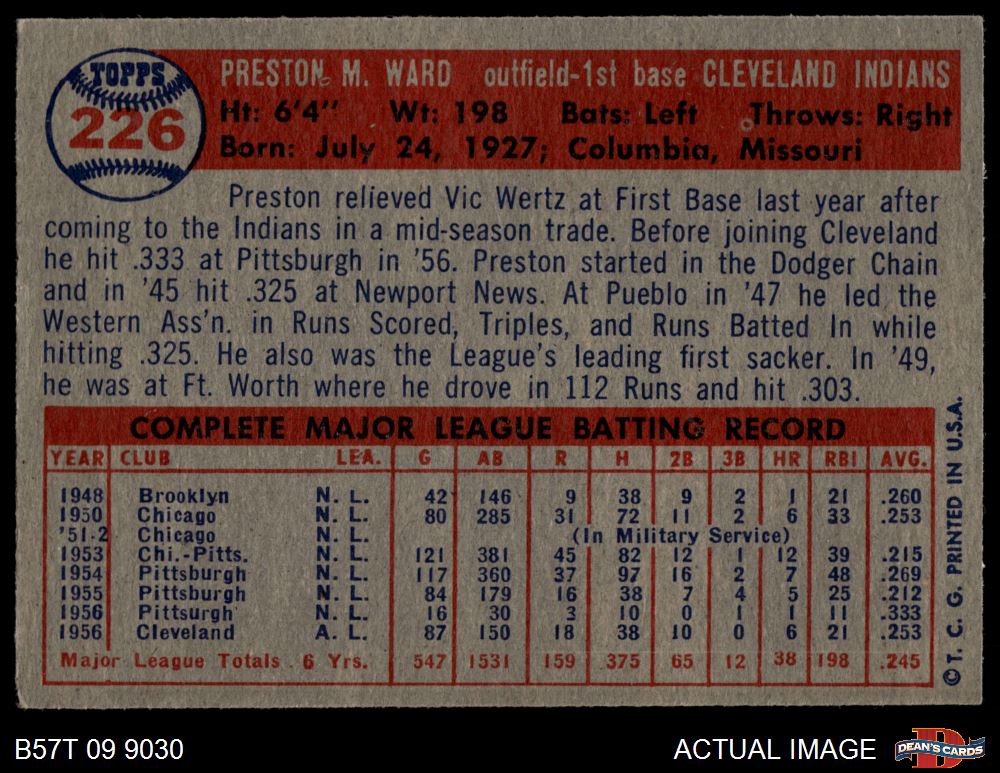 TOPPS
226
PRESTON M. WARD outfield-1st base CLEVELAND INDIANS
Ht: 6'4" Wt: 198 Bats: Left Throws: Right
Born: July 24, 1927; Columbia, Missouri
Preston relieved Vic Wertz at First Base last year after
coming to the Indians in a mid-season trade. Before joining Cleveland
he hit .333 at Pittsburgh in '56. Preston started in the Dodger Chain
and in '45 hit .325 at Newport News. At Pueblo in '47 he led the
Western Ass'n. in Runs Scored, Triples, and Runs Batted In while
hitting .325. He also was the League's leading first sacker. In '49,
he was at Ft. Worth where he drove in 112 Runs and hit .303.
COMPLETE MAJOR LEAGUE BATTING RECORD
YEAR CLUB LEA. G AB R H 2B 3B HR RBI AVG.
1948 Brooklyn N. L. 42 146 9 38 9 2 1 21 .260
1950 Chicago N. L. 80 285 31 72 11 2 6 33 .253
'51-2 Chicago N. L. (In Military Service)
1953 Chi.-Pitts. N. L. 121 381 45 82 12 1 12 39 .215
1954 Pittsburgh N. L. 117 360 37 97 16 2 7 48 .269
1955 Pittsburgh N. L. 84 179 16 38 7 4 5 25 .212
1956 Pittsurgh N. L. 16 30 3 10 0 1 1 11 .333
1956 Cleveland A. L. 87 150 18 38 10 0 6 21 .253
Major League Totals 6 Yrs. 547 1531 159 375 65 12 38 198 .245
©T. C. G. PRINTED IN U.S.A.
B57T 09 9030
ACTUAL IMAGE
DEAN'S CARDS